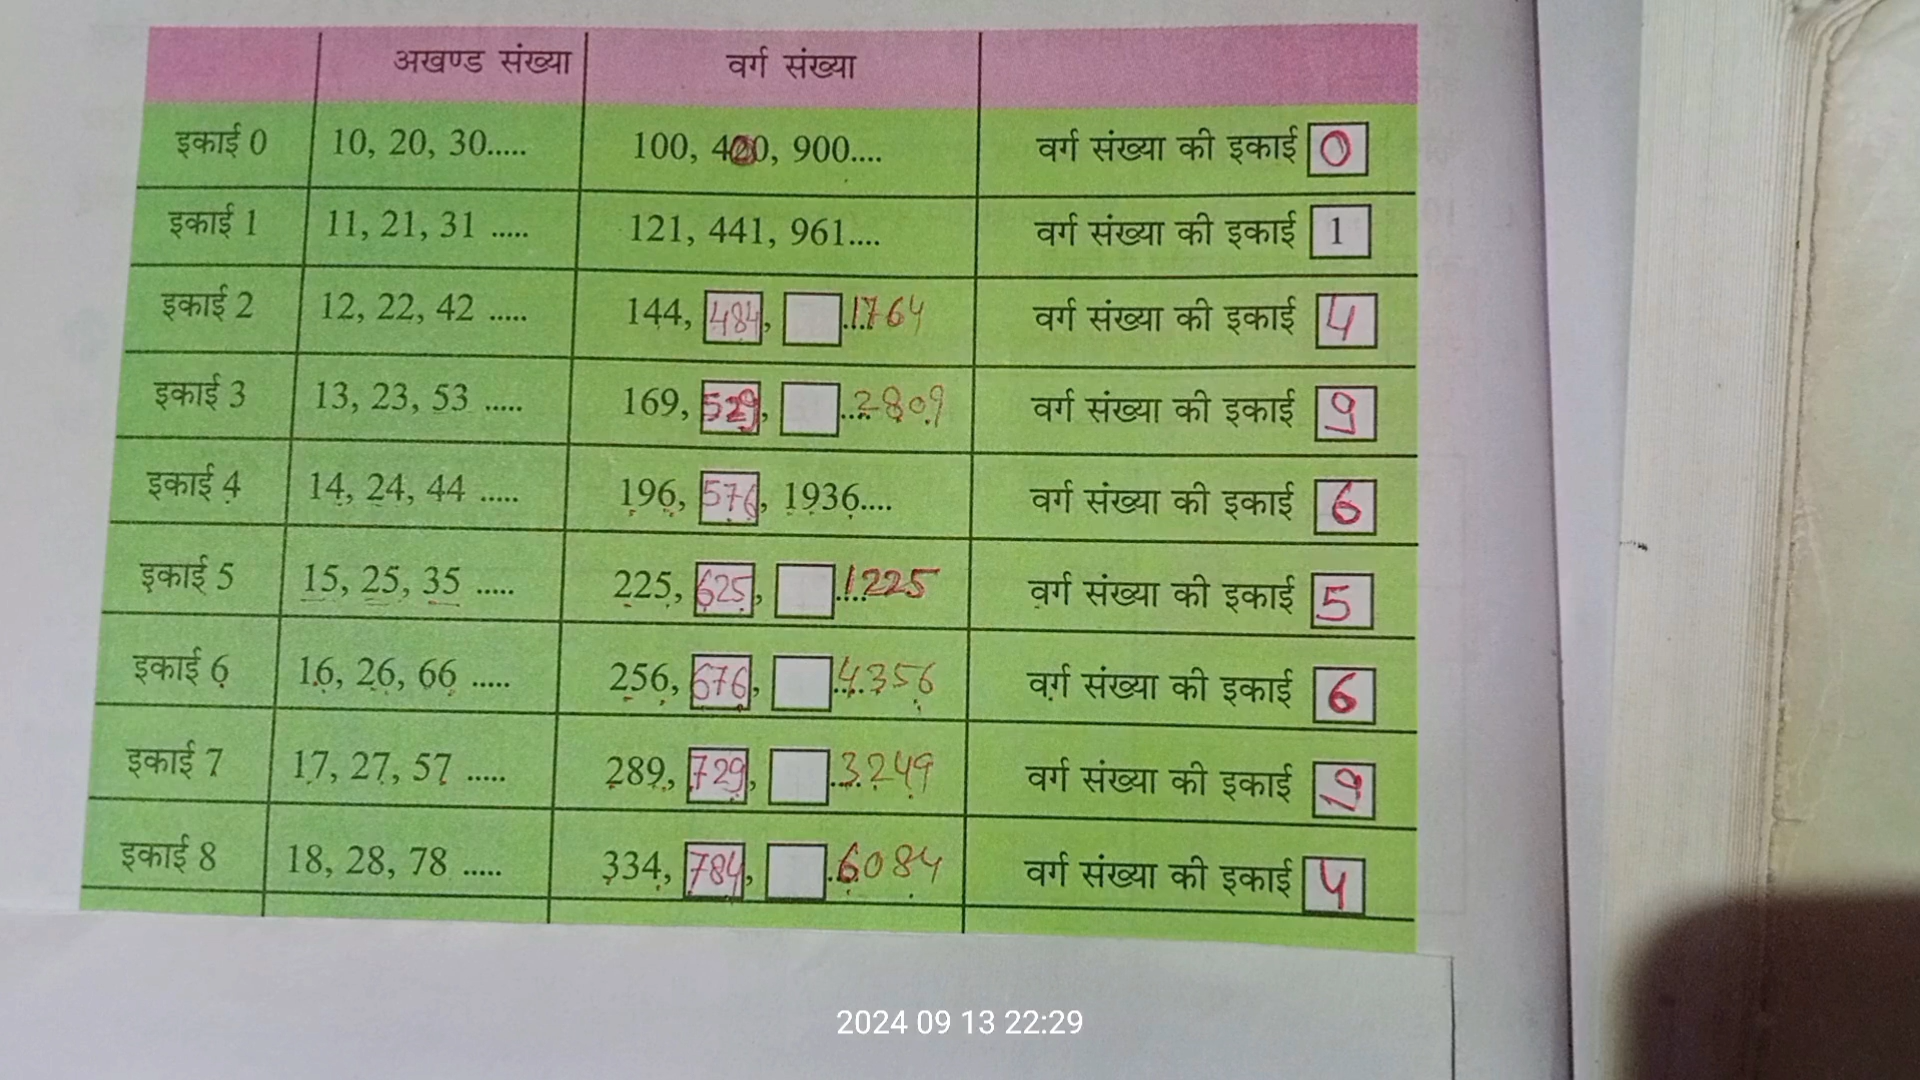 अखण्ड संख्या वर्ग संख्या
इकाई 0 10, 20, 30..... 100, 400, 900.... वर्ग संख्या की इकाई 0
इकाई 1 11, 21, 31 ..... 121, 441, 961.... वर्ग संख्या की इकाई 1
इकाई 2 12, 22, 42 ..... 144, 484, ....1764 वर्ग संख्या की इकाई 4
इकाई 3 13, 23, 53 ..... 169, 529, ....2809 वर्ग संख्या की इकाई 9
इकाई 4 14, 24, 44 ..... 196, 576, 1936.... वर्ग संख्या की इकाई 6
इकाई 5 15, 25, 35 ..... 225, 625, ....1225 वर्ग संख्या की इकाई 5
इकाई 6 16, 26, 66 ..... 256, 676, ....4356 वर्ग संख्या की इकाई 6
इकाई 7 17, 27, 57 ..... 289, 729, ....3249 वर्ग संख्या की इकाई 9
इकाई 8 18, 28, 78 ..... 334, 784, ....6084 वर्ग संख्या की इकाई 4
2024 09 13 22:29